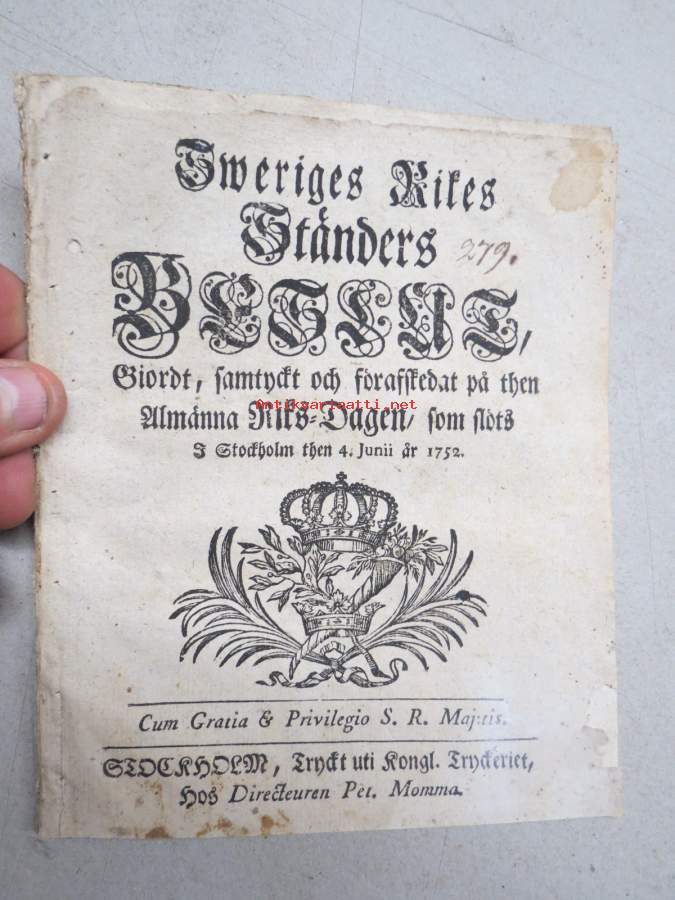 Sweriges Rikes
Ständers 279.
BESLUT,
Giordt, samtyckt och förafskedat på then
Antikvariaatti.net
Almänna Riks-Dagen, som slöts
I Stockholm then 4. Junii år 1752.
Cum Gratia & Privilegio S. R. Maj:tis.
STOCKHOLM, Tryckt uti Kongl. Tryckeriet,
Hos Directeuren Pet. Momma.